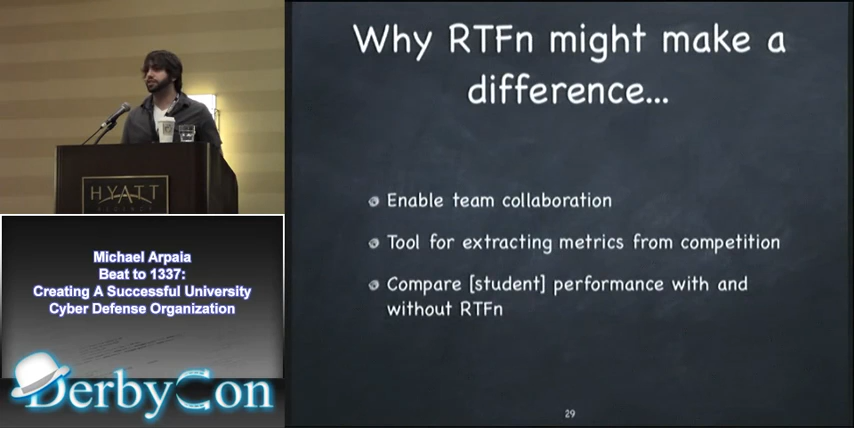 Why RTFn might make a
difference...
Enable team collaboration
Tool for extracting metrics from competition
Compare [student] performance with and
without RTFn
29
HYATT
REGENCY
Michael Arpaia
Beat to 1337:
Creating A Successful University
Cyber Defense Organization
DerbyCon